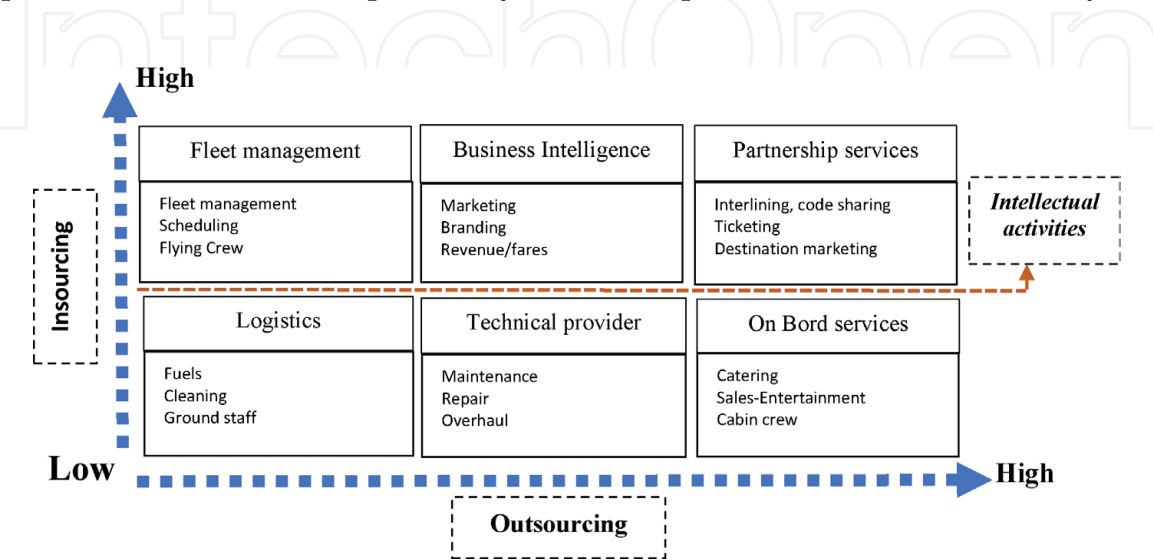 IntechOpen
High
Fleet management
Business Intelligence
Partnership services
Fleet management
Scheduling
Flying Crew
Marketing
Branding
Revenue/fares
Interlining, code sharing
Ticketing
Destination marketing
Intellectual
activities
Insourcing
Logistics
Technical provider
On Bord services
Fuels
Cleaning
Ground staff
Maintenance
Repair
Overhaul
Catering
Sales-Entertainment
Cabin crew
Low
High
Outsourcing